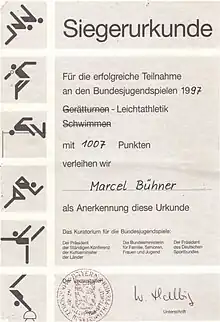 Siegerurkunde
Für die erfolgreiche Teilnahme
an den Bundesjugendspielen 1997
Gerätturnen - Leichtathletik
Schwimmen
mit 1007 Punkten
verleihen wir
Marcel Bühner
als Anerkennung diese Urkunde
Das Kuratorium für die Bundesjugendspiele:
Der Präsident der Ständigen Konferenz der Kultusminister der Länder
Die Bundesministerin für Familie, Senioren, Frauen und Jugend
Der Präsident des Deutschen Sportbundes
Der Veranstalter
Unterschrift